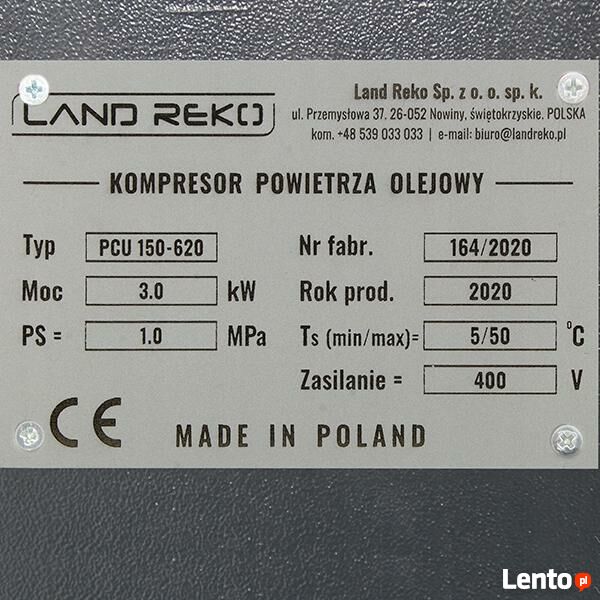 LAND REKO
Land Reko Sp. z o. o. sp. k.
ul. Przemysłowa 37, 26-052 Nowiny, świętokrzyskie, POLSKA
kom. +48 539 033 033 | e-mail: biuro@landreko.pl
KOMPRESOR POWIETRZA OLEJOWY
Typ PCU 150-620 Nr fabr. 164/2020
Moc 3.0 kW Rok prod. 2020
PS = 1.0 MPa Ts (min/max)= 5/50 °C
Zasilanie = 400 V
CE MADE IN POLAND
Lento.pl